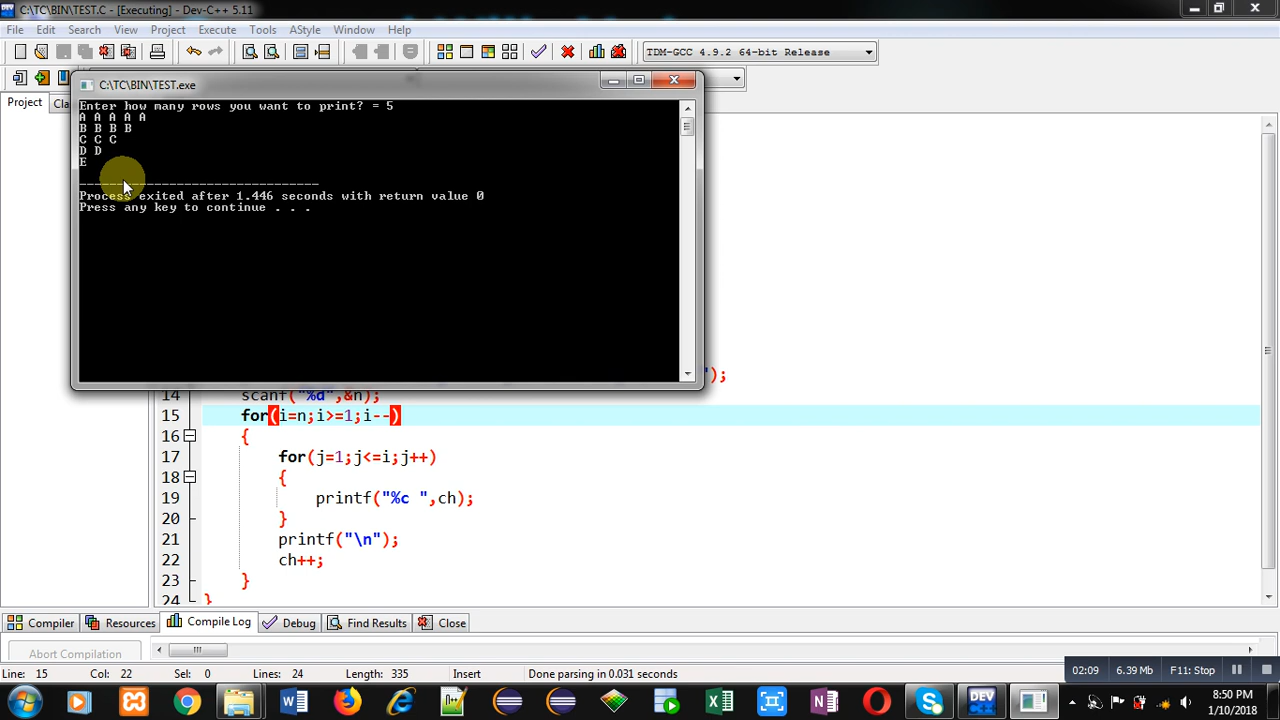 C:\TC\BIN\TEST.C - [Executing] - Dev-C++ 5.11
File Edit Search View Project Execute Tools AStyle Window Help
TDM-GCC 4.9.2 64-bit Release
C:\TC\BIN\TEST.exe
Project Cla
Enter how many rows you want to print? = 5
A A A A A
B B B B
C C C
D D
E
--------------------------------
Process exited after 1.446 seconds with return value 0
Press any key to continue . . .
");
14 scanf("%d",&n);
15 for(i=n;i>=1;i--)
16 {
17 for(j=1;j<=i;j++)
18 {
19 printf("%c ",ch);
20 }
21 printf("\n");
22 ch++;
23 }
24 }
Compiler Resources Compile Log Debug Find Results Close
Abort Compilation
Line: 15 Col: 22 Sel: 0 Lines: 24 Length: 335 Insert Done parsing in 0.031 seconds
02:09 6.39 Mb F11: Stop
DEV
8:50 PM
1/10/2018